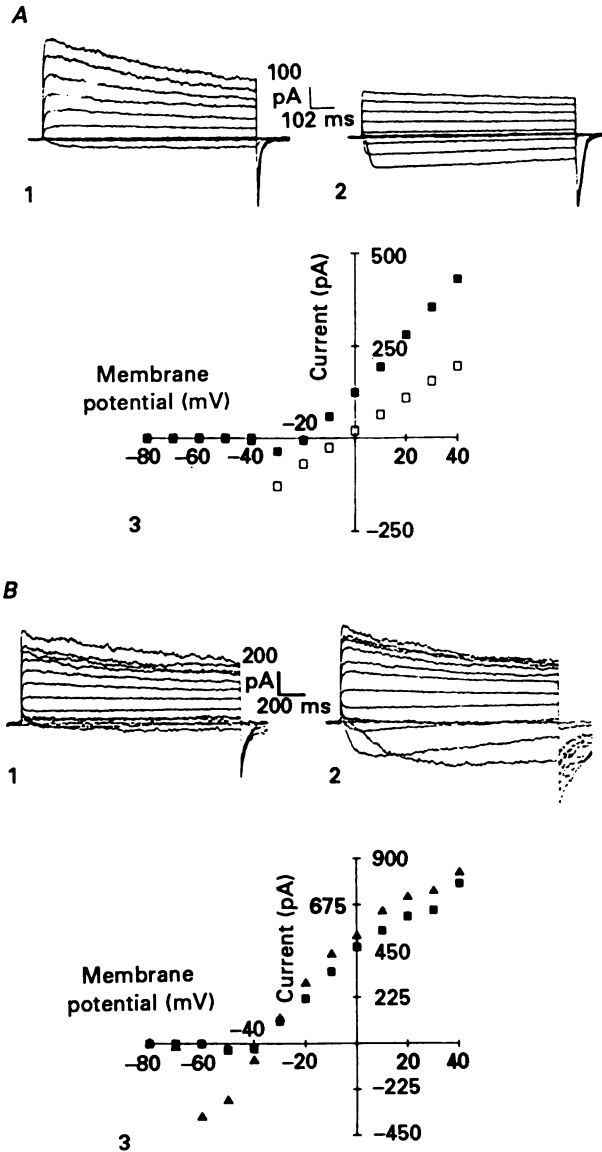 A
100
pA
102 ms
1
2
500
Current (pA)
250
Membrane
potential (mV)
-20
-80 -60 -40 20 40
-250
3
B
200
pA
200 ms
1
2
900
Current (pA)
675
450
Membrane
potential (mV)
225
-40
-80 -60 -20 20 40
-225
-450
3